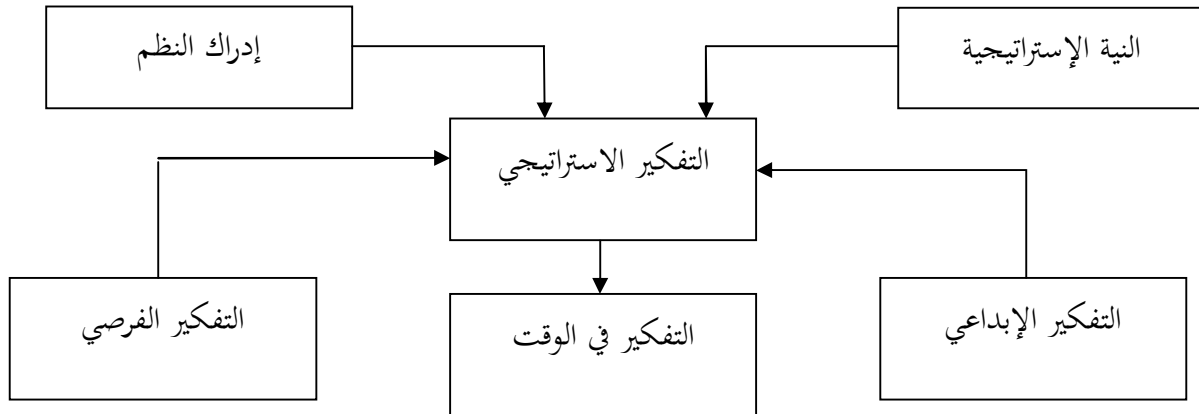 النية الإستراتيجية
إدراك النظم
التفكير الاستراتيجي
التفكير الإبداعي
التفكير في الوقت
التفكير الفرصي